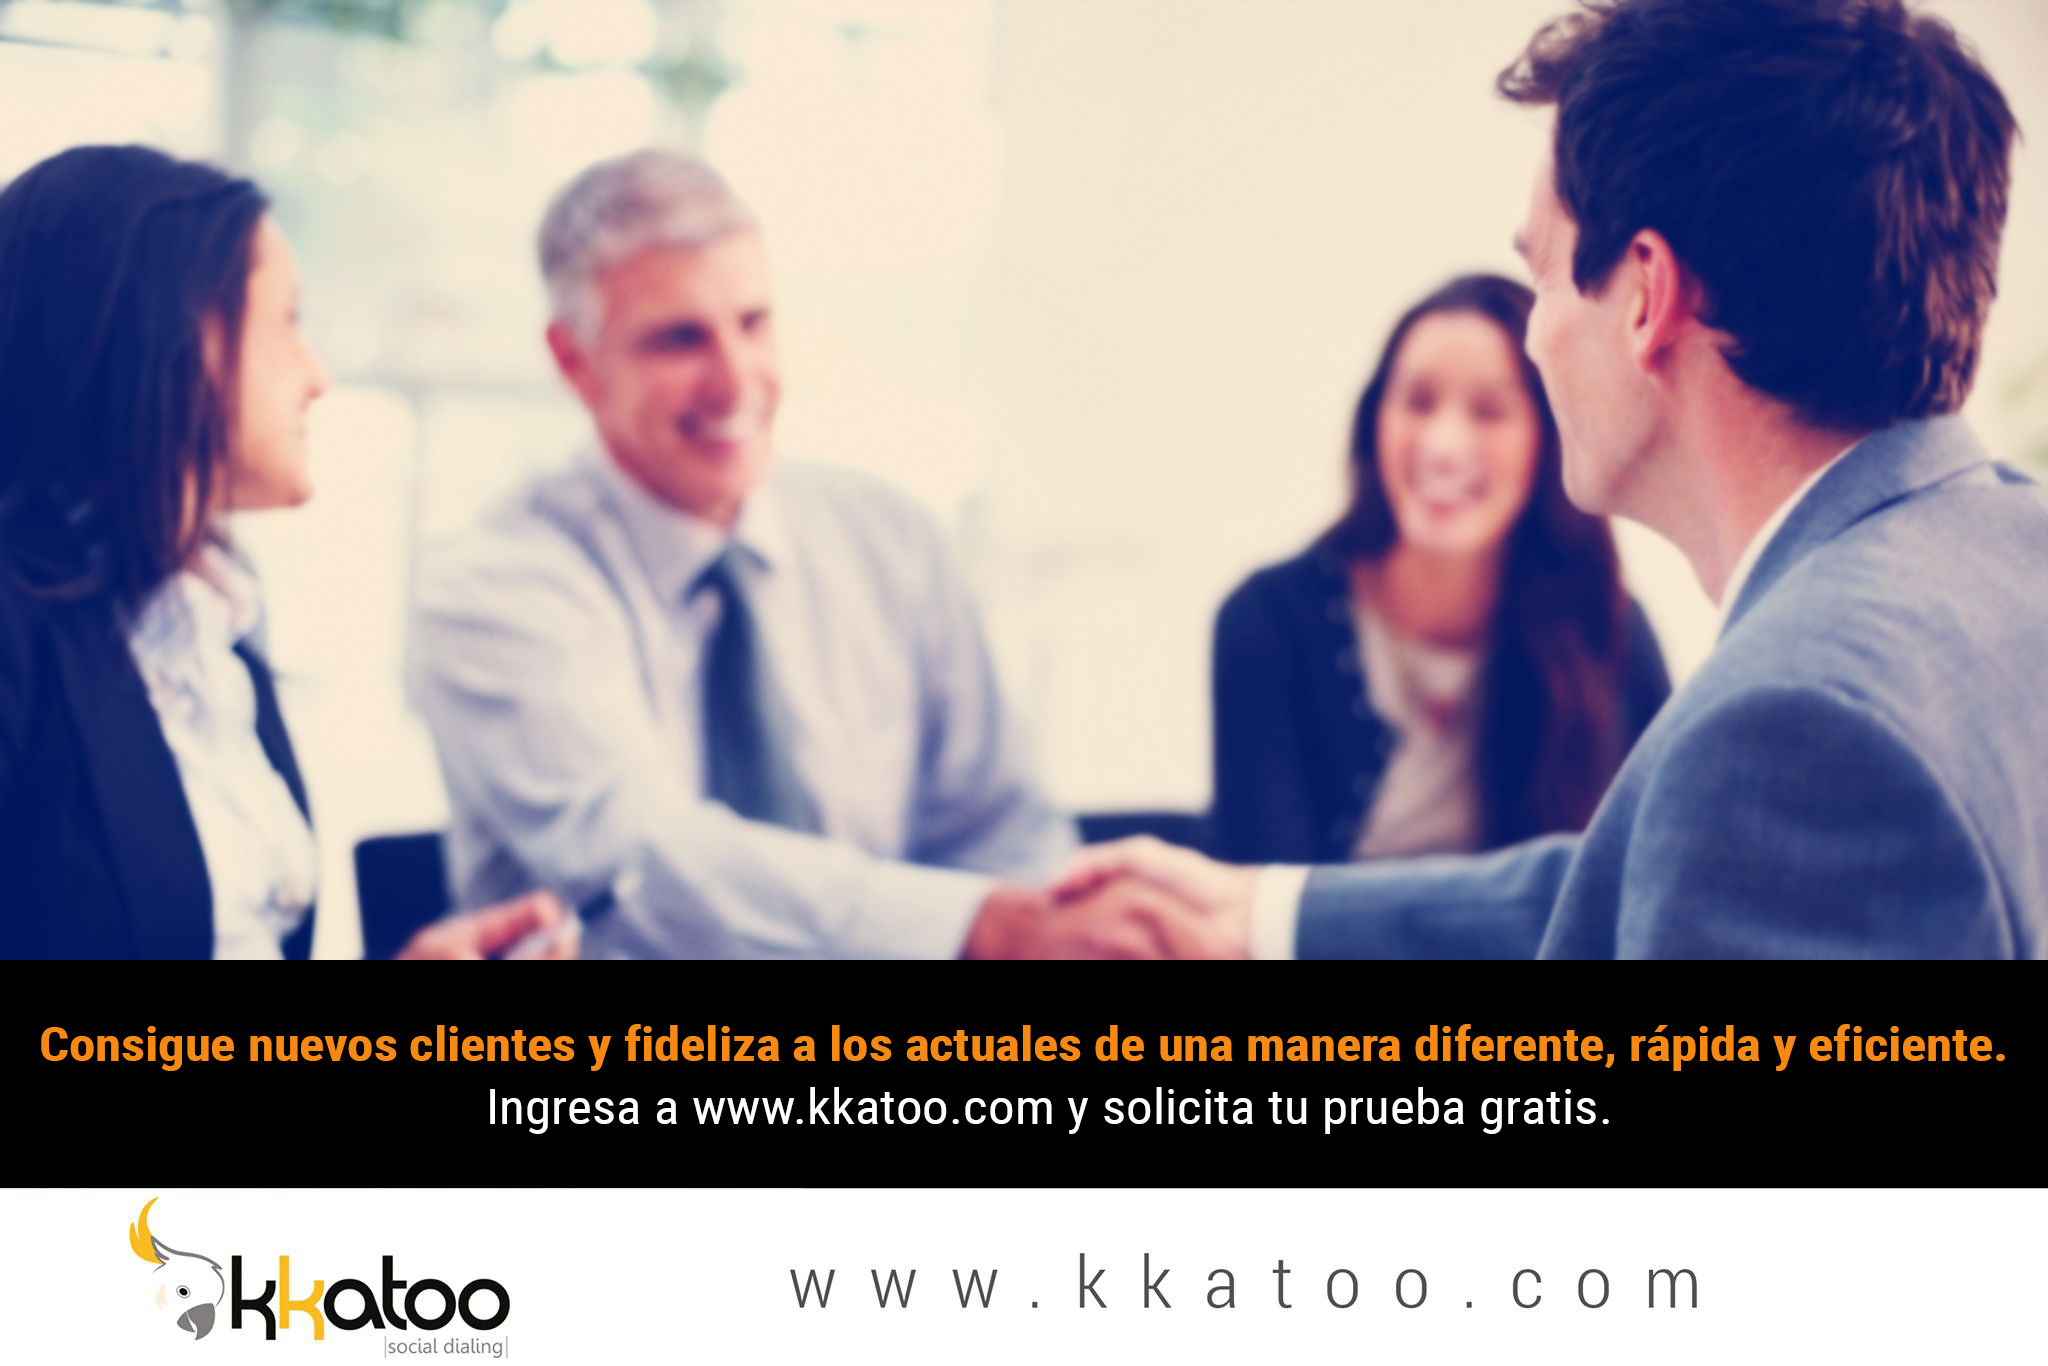 Consigue nuevos clientes y fideliza a los actuales de una manera diferente, rápida y eficiente.
Ingresa a www.kkatoo.com y solicita tu prueba gratis.
kkatoo
|social dialing|
www.kkatoo.com